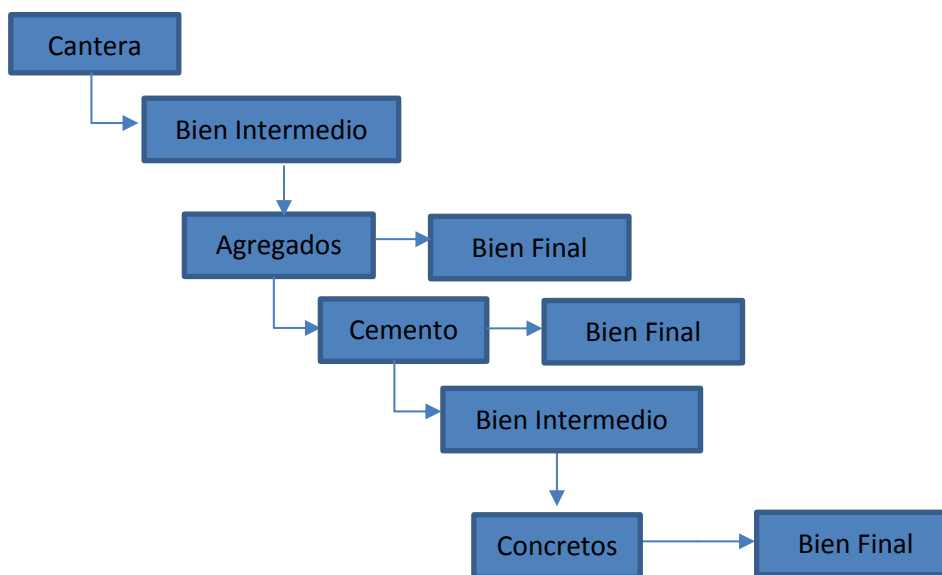 Cantera
Bien Intermedio
Agregados
Bien Final
Cemento
Bien Final
Bien Intermedio
Concretos
Bien Final